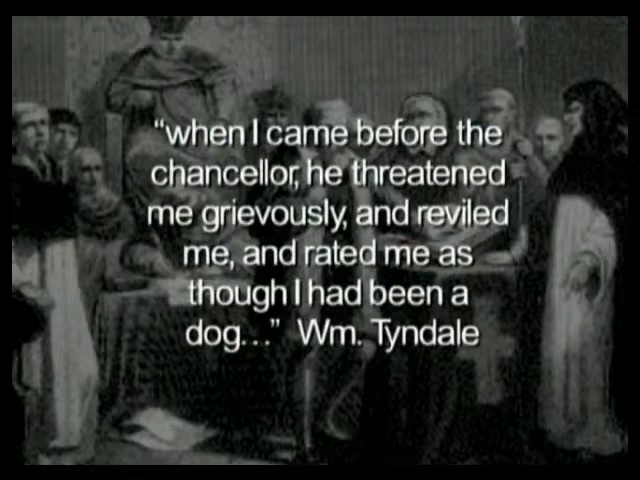 “when I came before the
chancellor, he threatened
me grievously, and reviled
me, and rated me as
though I had been a
dog…” Wm. Tyndale